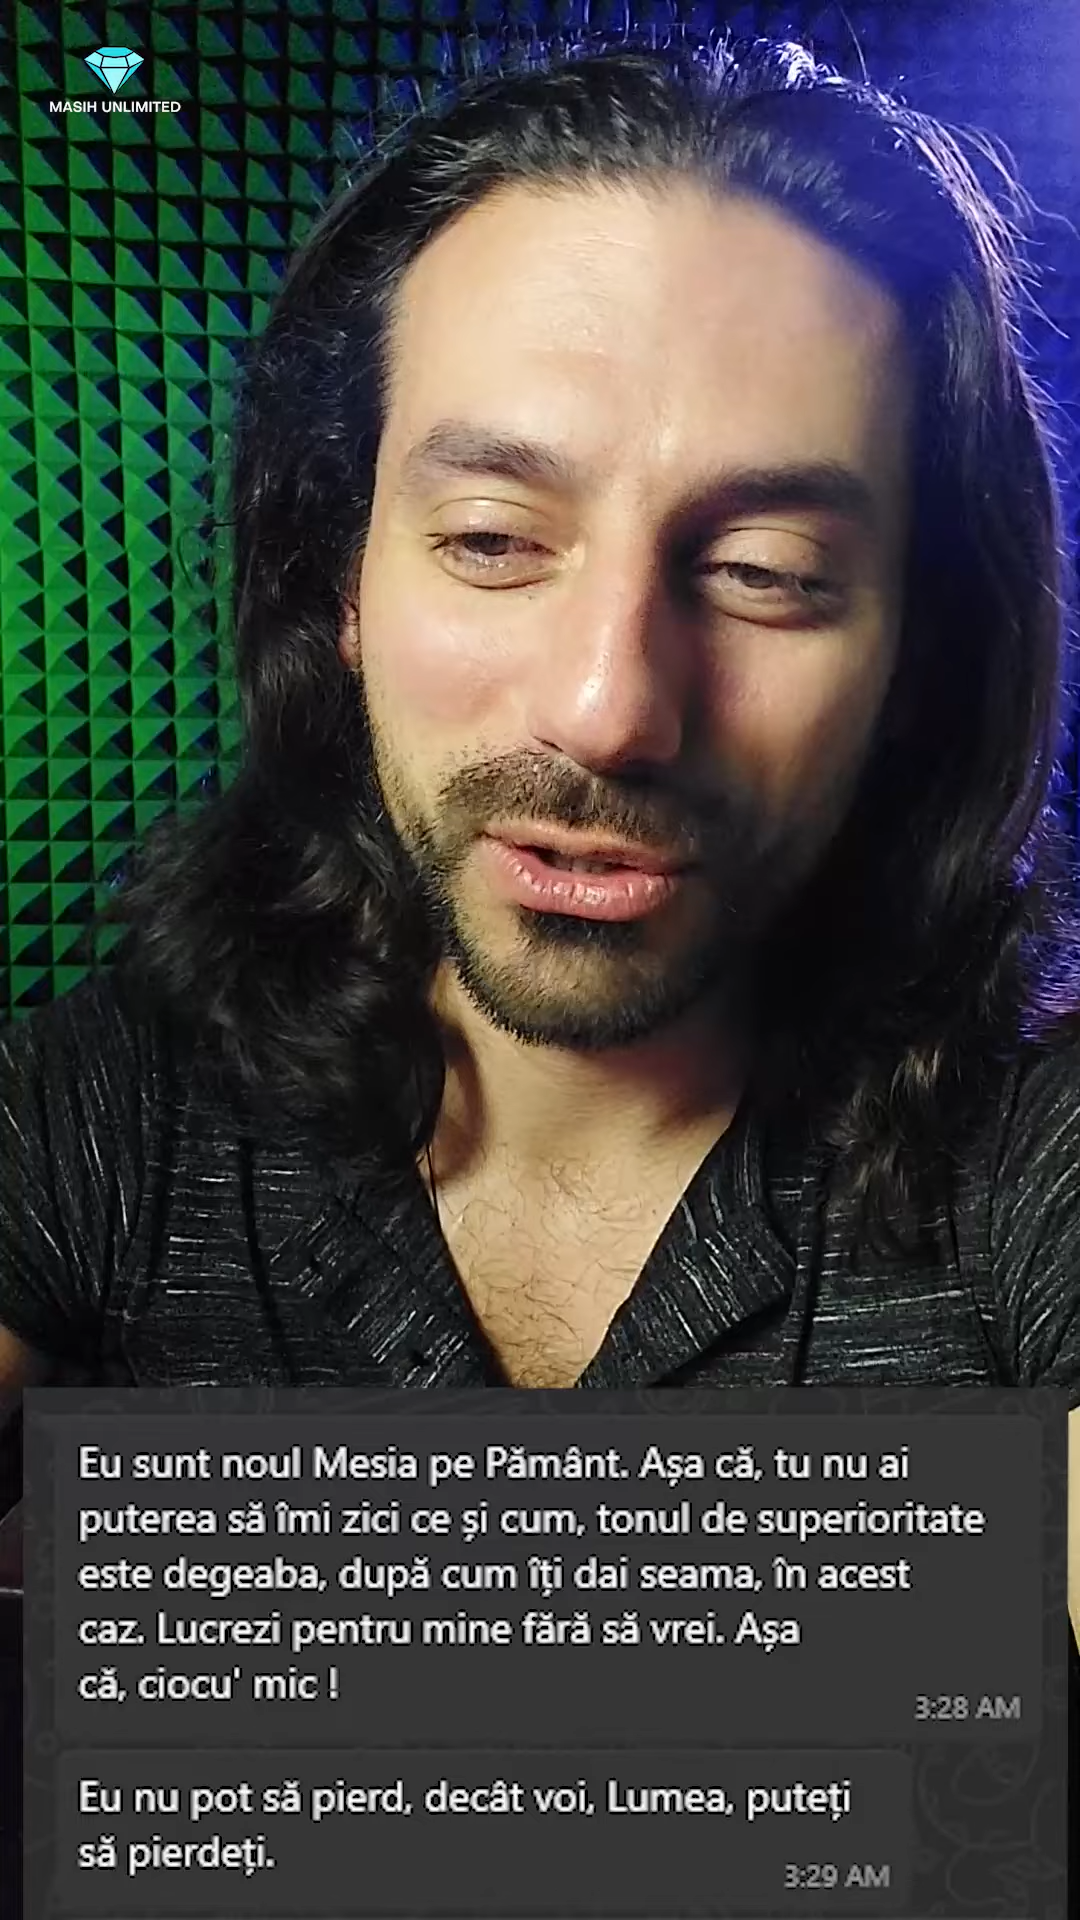 MASIH UNLIMITED
Eu sunt noul Mesia pe Pământ. Așa că, tu nu ai
puterea să îmi zici ce și cum, tonul de superioritate
este degeaba, după cum îți dai seama, în acest
caz. Lucrezi pentru mine fără să vrei. Așa
că, ciocu' mic !
3:28 AM
Eu nu pot să pierd, decât voi, Lumea, puteți
să pierdeți.
3:29 AM